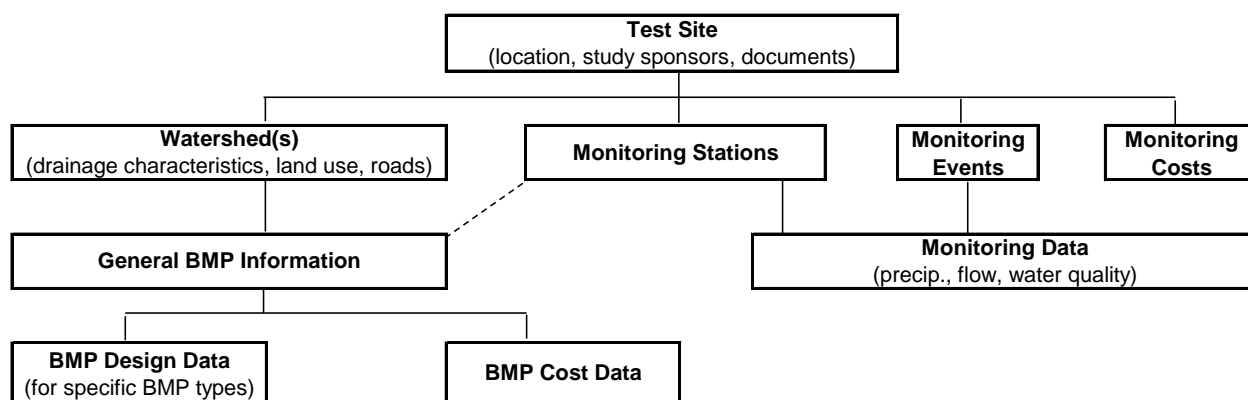 Test Site
(location, study sponsors, documents)
Watershed(s)
(drainage characteristics, land use, roads)
Monitoring Stations
Monitoring
Events
Monitoring
Costs
General BMP Information
Monitoring Data
(precip., flow, water quality)
BMP Design Data
(for specific BMP types)
BMP Cost Data